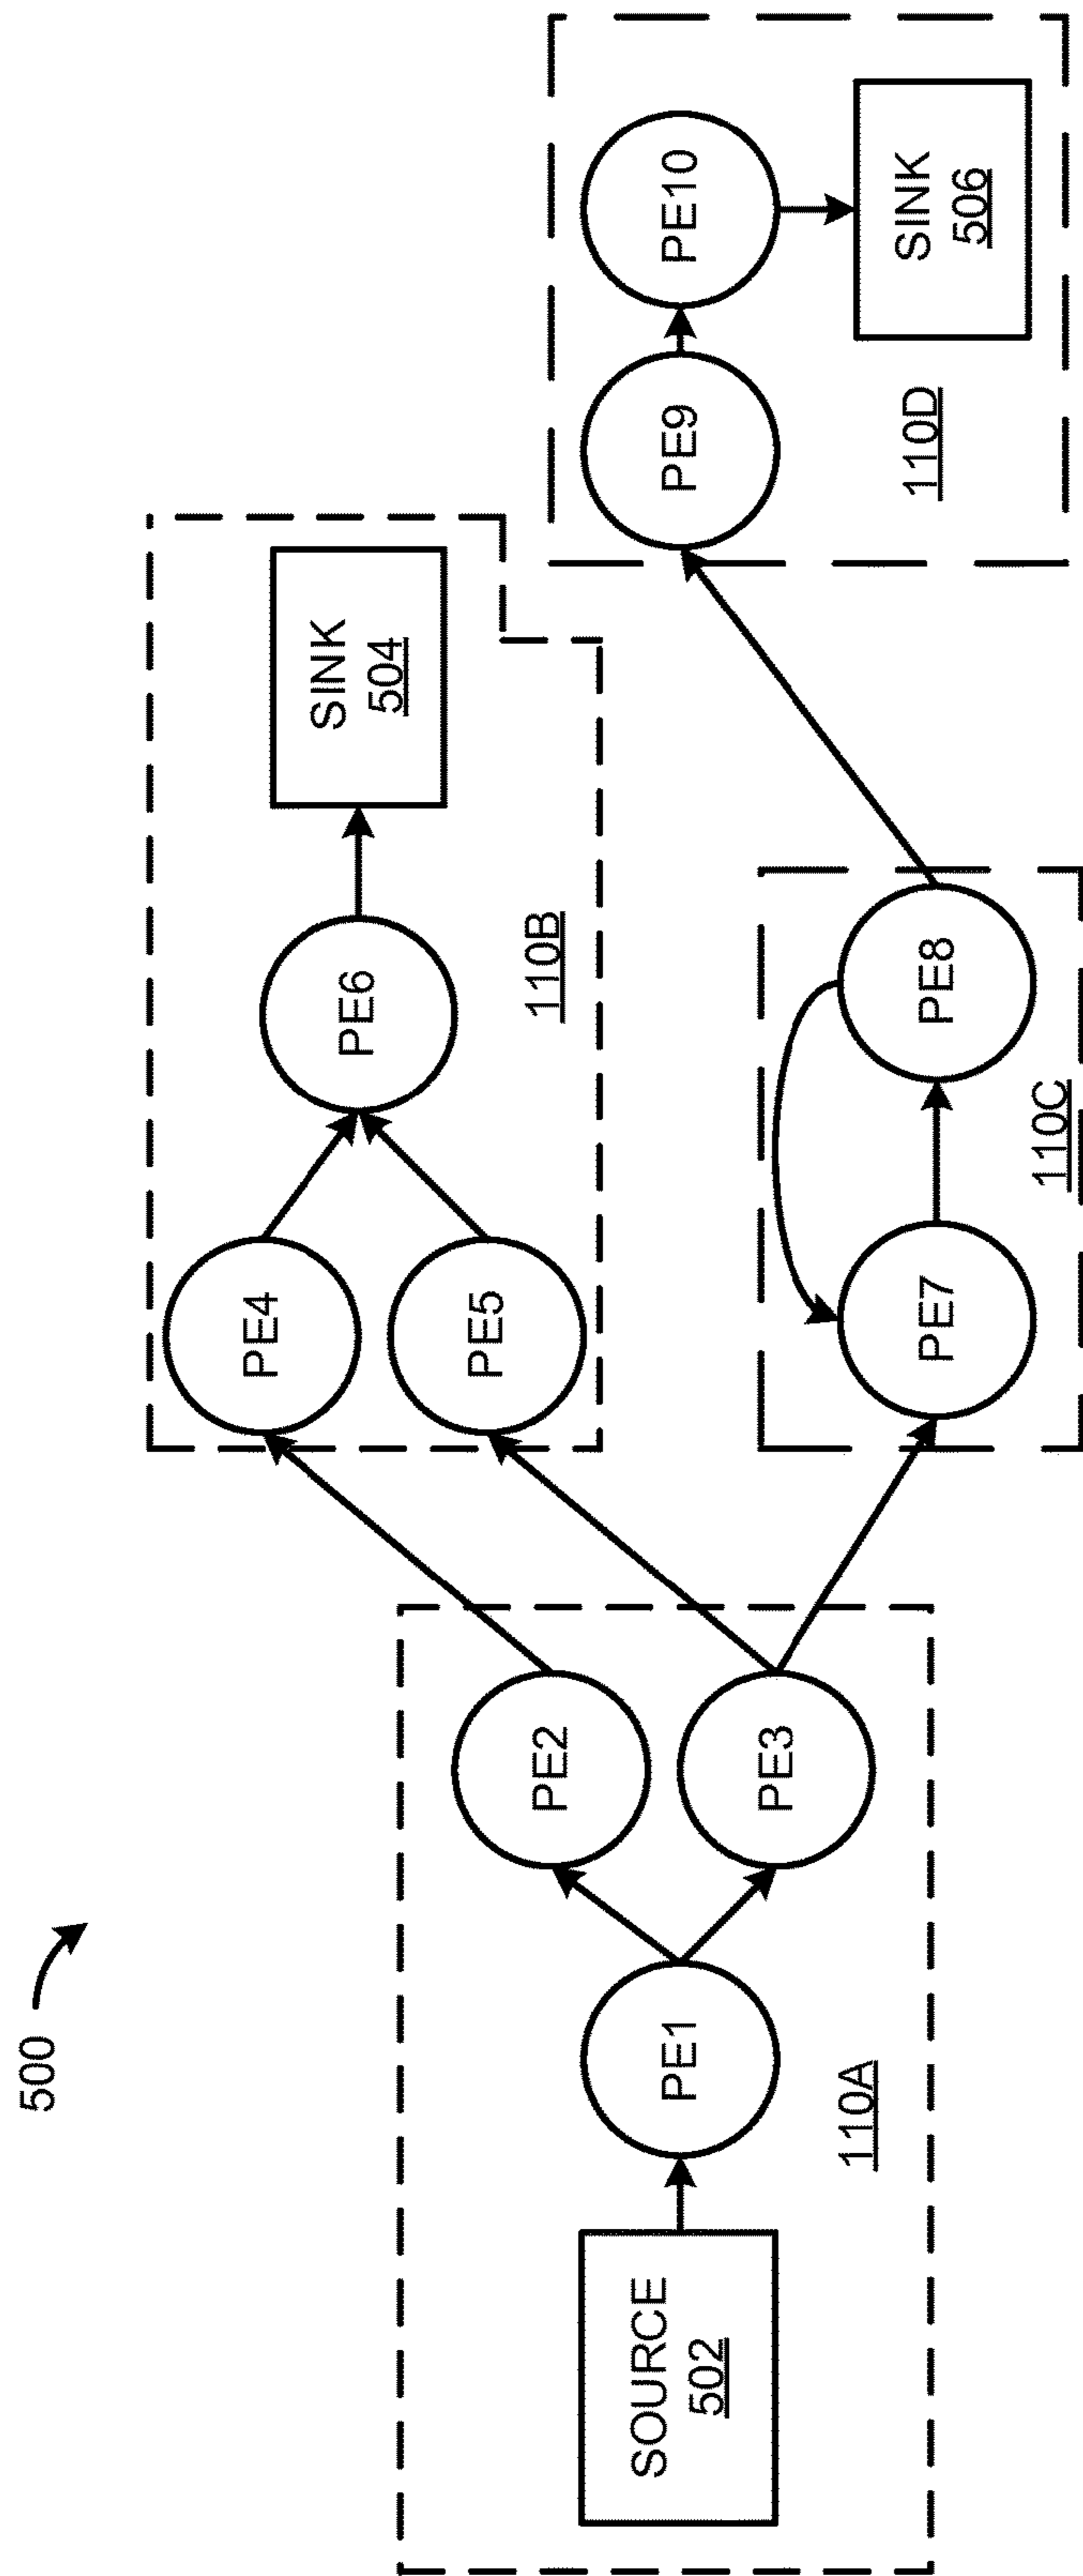 500
SOURCE
502
PE1
110A
PE2
PE3
PE4
PE5
PE6
110B
SINK
504
PE7
PE8
110C
PE9
PE10
110D
SINK
506